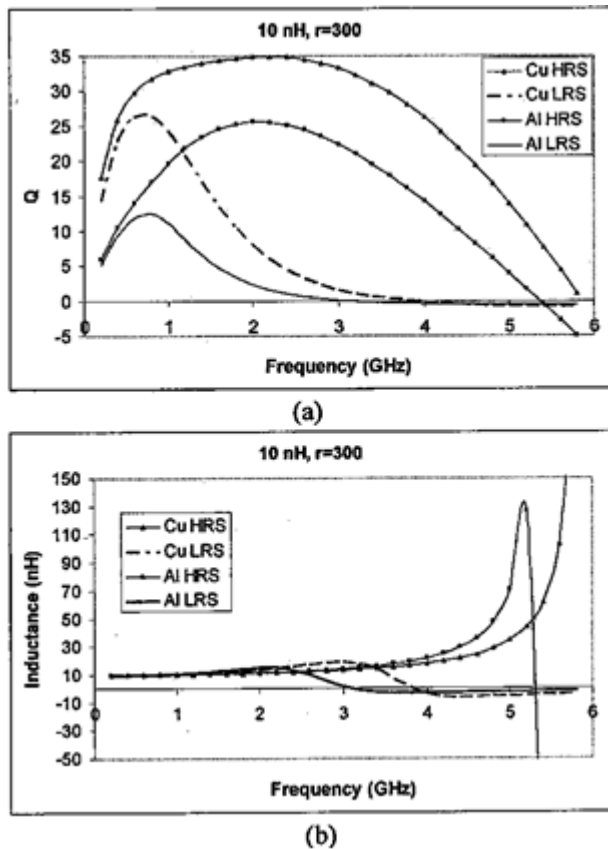 10 nH, r=300
35
30
25
20
15
10
5
0
-5
Q
Cu HRS
Cu LRS
Al HRS
Al LRS
0 1 2 3 4 5 6
Frequency (GHz)
(a)
10 nH, r=300
150
130
110
90
70
50
30
10
-10
-30
-50
Inductance (nH)
Cu HRS
Cu LRS
Al HRS
Al LRS
0 1 2 3 4 5 6
Frequency (GHz)
(b)